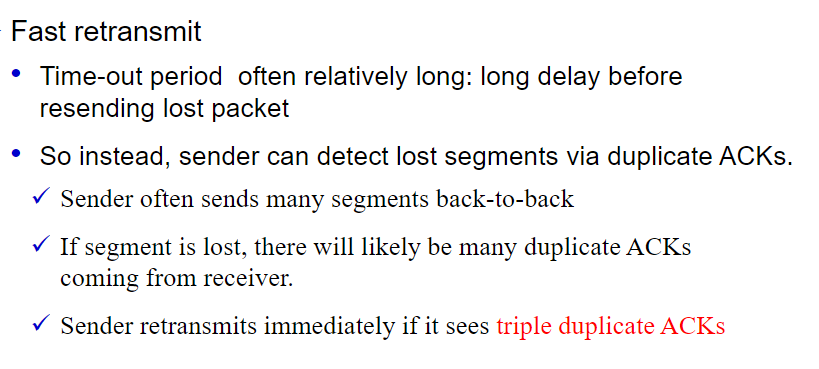 Fast retransmit
• Time-out period often relatively long: long delay before
resending lost packet
• So instead, sender can detect lost segments via duplicate ACKs.
✓ Sender often sends many segments back-to-back
✓ If segment is lost, there will likely be many duplicate ACKs
coming from receiver.
✓ Sender retransmits immediately if it sees triple duplicate ACKs